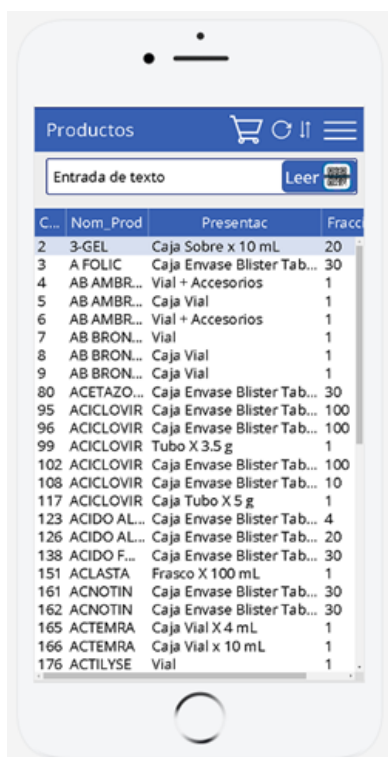 Productos
Entrada de texto Leer
C... Nom_Prod Presentac Fracci
2 3-GEL Caja Sobre x 10 mL 20
3 A FOLIC Caja Envase Blister Tab... 30
4 AB AMBR... Vial + Accesorios 1
5 AB AMBR... Caja Vial 1
6 AB AMBR... Vial + Accesorios 1
7 AB BRON... Vial 1
8 AB BRON... Caja Vial 1
9 AB BRON... Caja Vial 1
80 ACETAZO... Caja Envase Blister Tab... 30
95 ACICLOVIR Caja Envase Blister Tab... 100
96 ACICLOVIR Caja Envase Blister Tab... 100
99 ACICLOVIR Tubo X 3.5 g 1
102 ACICLOVIR Caja Envase Blister Tab... 100
108 ACICLOVIR Caja Envase Blister Tab... 10
117 ACICLOVIR Caja Tubo X 5 g 1
123 ACIDO AL... Caja Envase Blister Tab... 4
126 ACIDO AL... Caja Envase Blister Tab... 20
138 ACIDO F... Caja Envase Blister Tab... 30
151 ACLASTA Frasco X 100 mL 1
161 ACNOTIN Caja Envase Blister Tab... 30
162 ACNOTIN Caja Envase Blister Tab... 30
165 ACTEMRA Caja Vial X 4 mL 1
166 ACTEMRA Caja Vial x 10 mL 1
176 ACTILYSE Vial 1